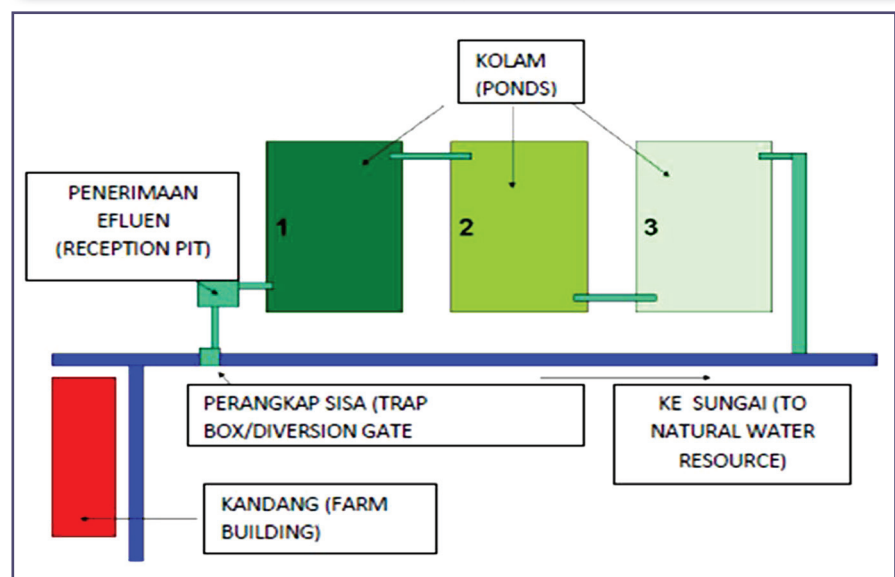 KOLAM
(PONDS)
PENERIMAAN
EFLUEN
(RECEPTION PIT)
1
2
3
PERANGKAP SISA (TRAP
BOX/DIVERSION GATE
KE SUNGAI (TO
NATURAL WATER
RESOURCE)
KANDANG (FARM
BUILDING)